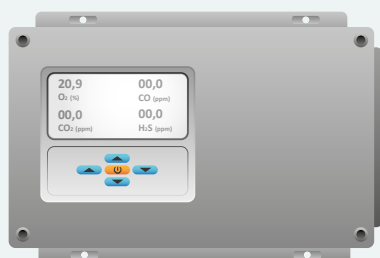 20,9 00,0
O₂ (%) CO (ppm)
00,0 00,0
CO₂ (ppm) H₂S (ppm)